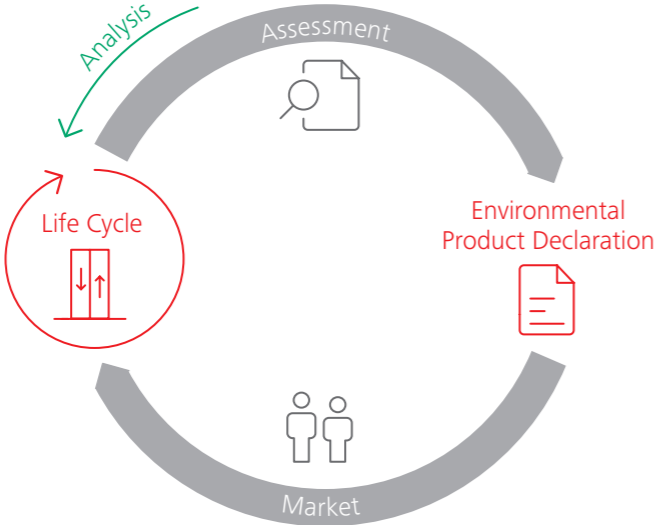 Analysis
Assessment
Life Cycle
Environmental
Product Declaration
Market